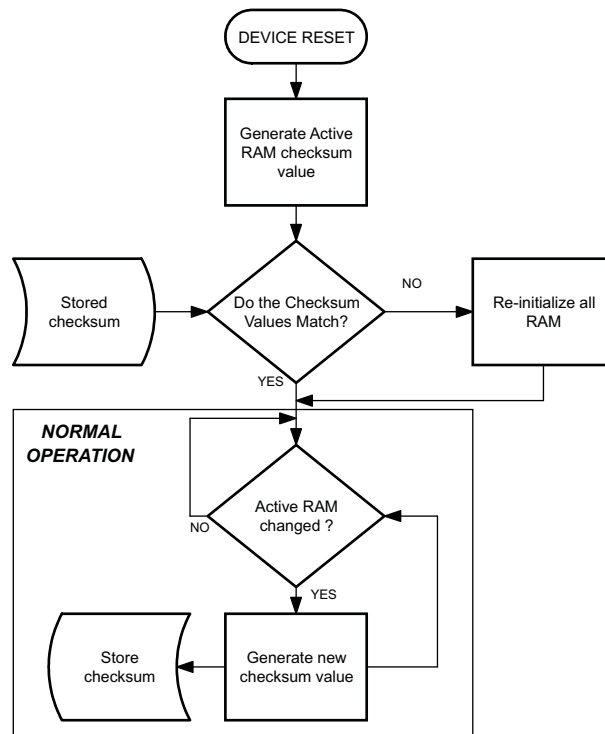 DEVICE RESET
Generate Active
RAM checksum
value
Stored
checksum
Do the Checksum
Values Match?
NO
Re-initialize all
RAM
YES
NORMAL
OPERATION
Active RAM
changed ?
NO
YES
Store
checksum
Generate new
checksum value